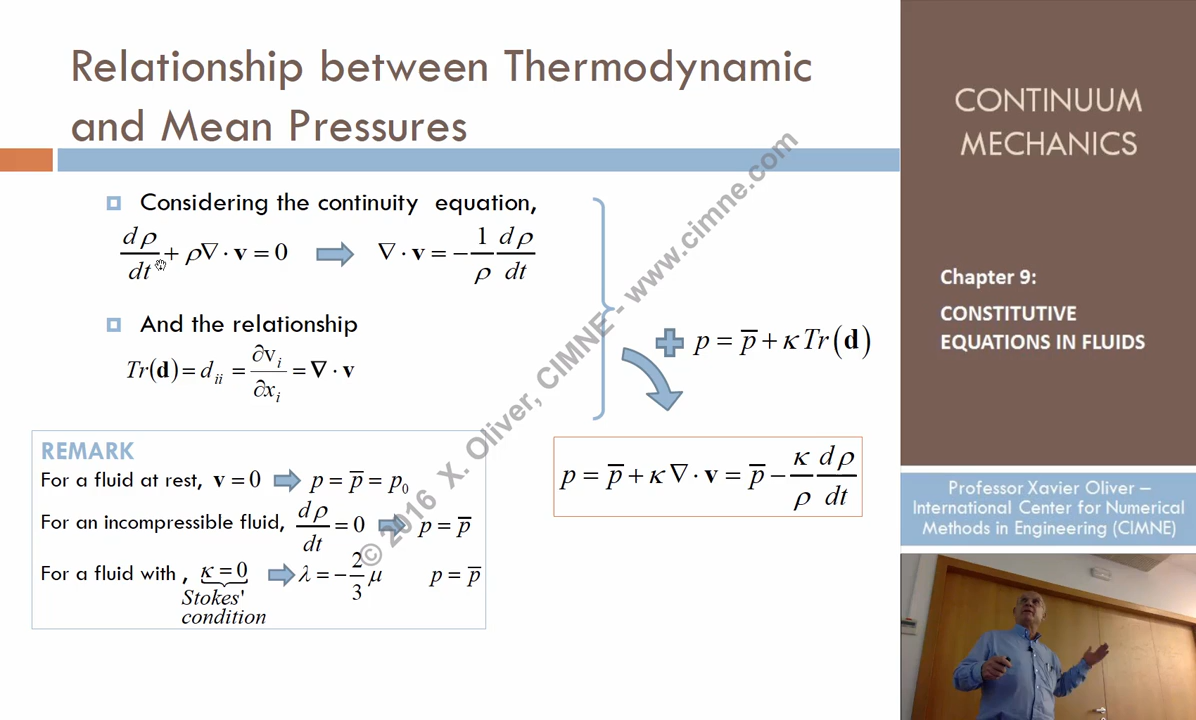 Relationship between Thermodynamic
and Mean Pressures
Considering the continuity equation,
dρ/dt + ρ∇·v = 0 ⇒ ∇·v = −(1/ρ)(dρ/dt)
And the relationship
Tr(d) = d_ii = ∂v_i/∂x_i = ∇·v
p = p̄ + κTr(d)
p = p̄ + κ∇·v = p̄ − (κ/ρ)(dρ/dt)
REMARK
For a fluid at rest, v = 0 ⇒ p = p̄ = p₀
For an incompressible fluid, dρ/dt = 0 ⇒ p = p̄
For a fluid with , κ = 0 ⇒ λ = −(2/3)μ p = p̄
Stokes'
condition
© 2016 X. Oliver, CIMNE - www.cimne.com
CONTINUUM
MECHANICS
Chapter 9:
CONSTITUTIVE
EQUATIONS IN FLUIDS
Professor Xavier Oliver –
International Center for Numerical
Methods in Engineering (CIMNE)